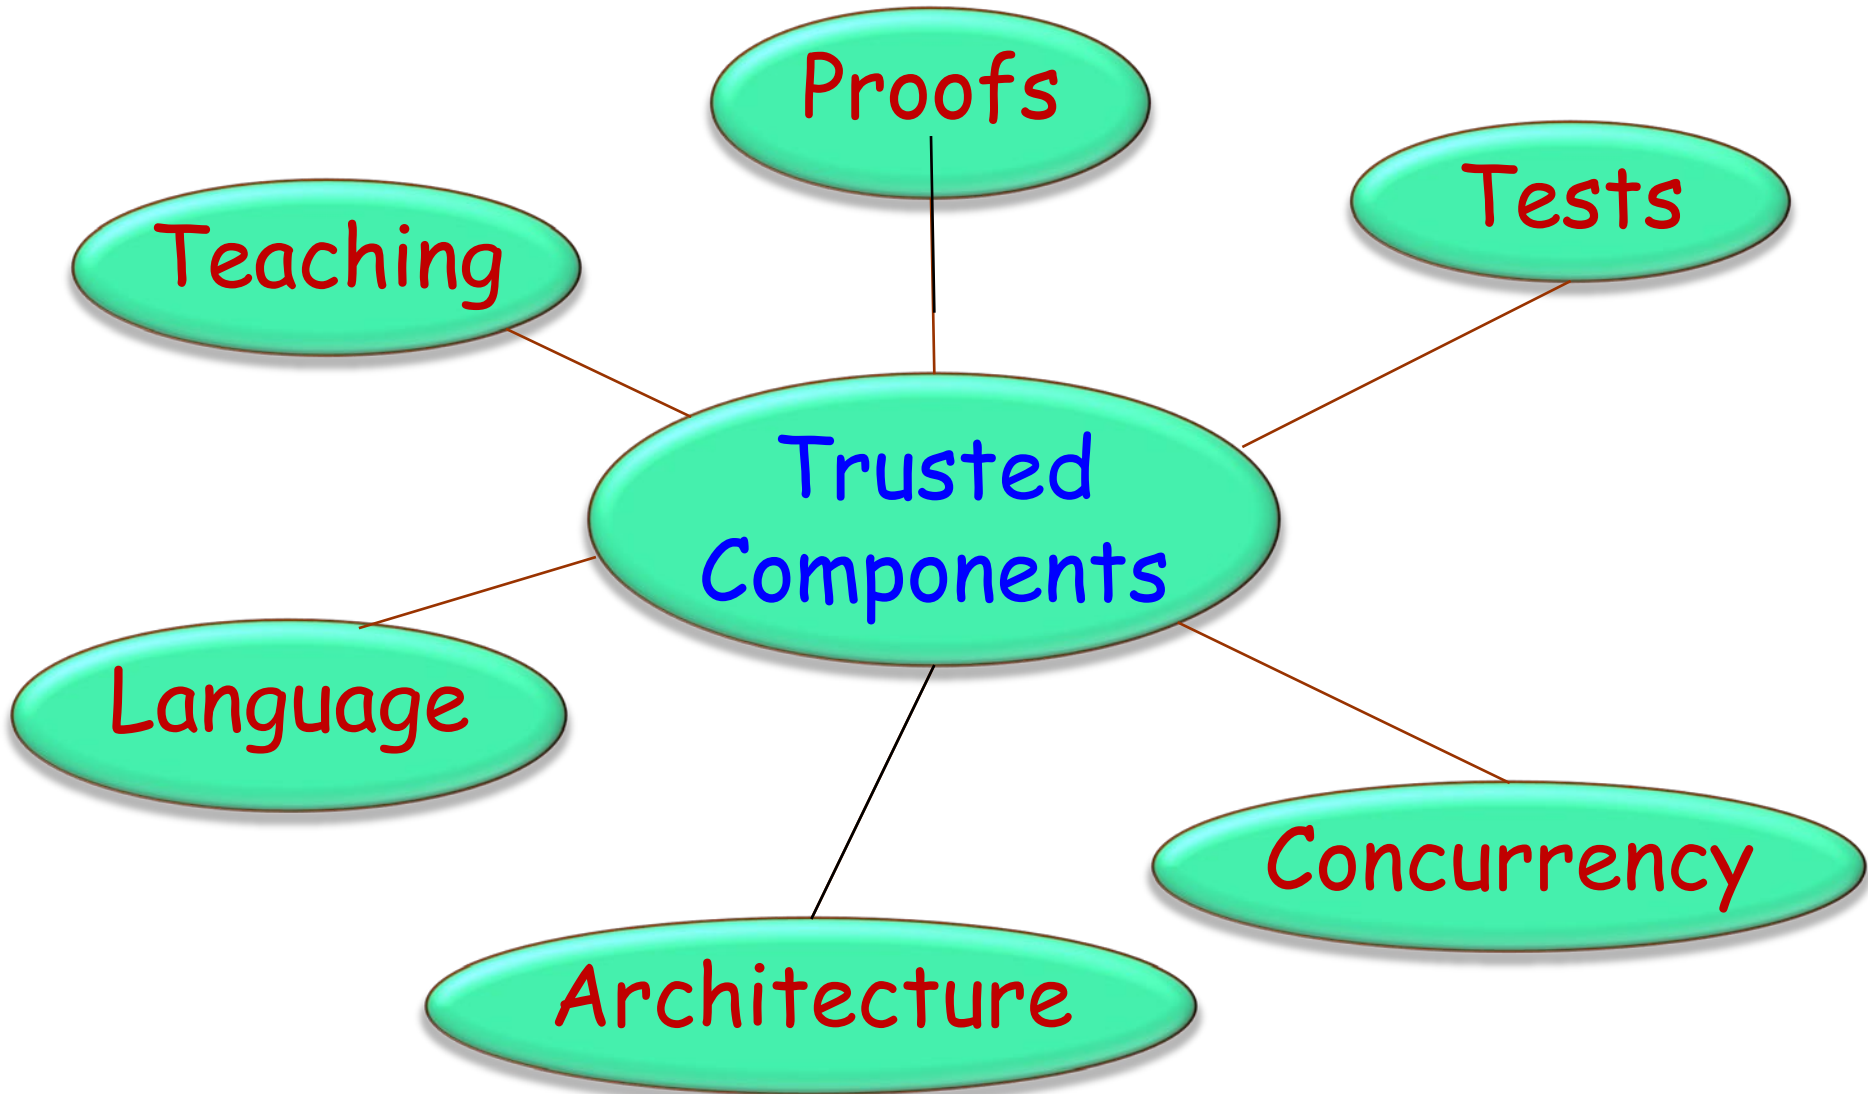 Proofs
Tests
Teaching
Trusted
Components
Language
Concurrency
Architecture